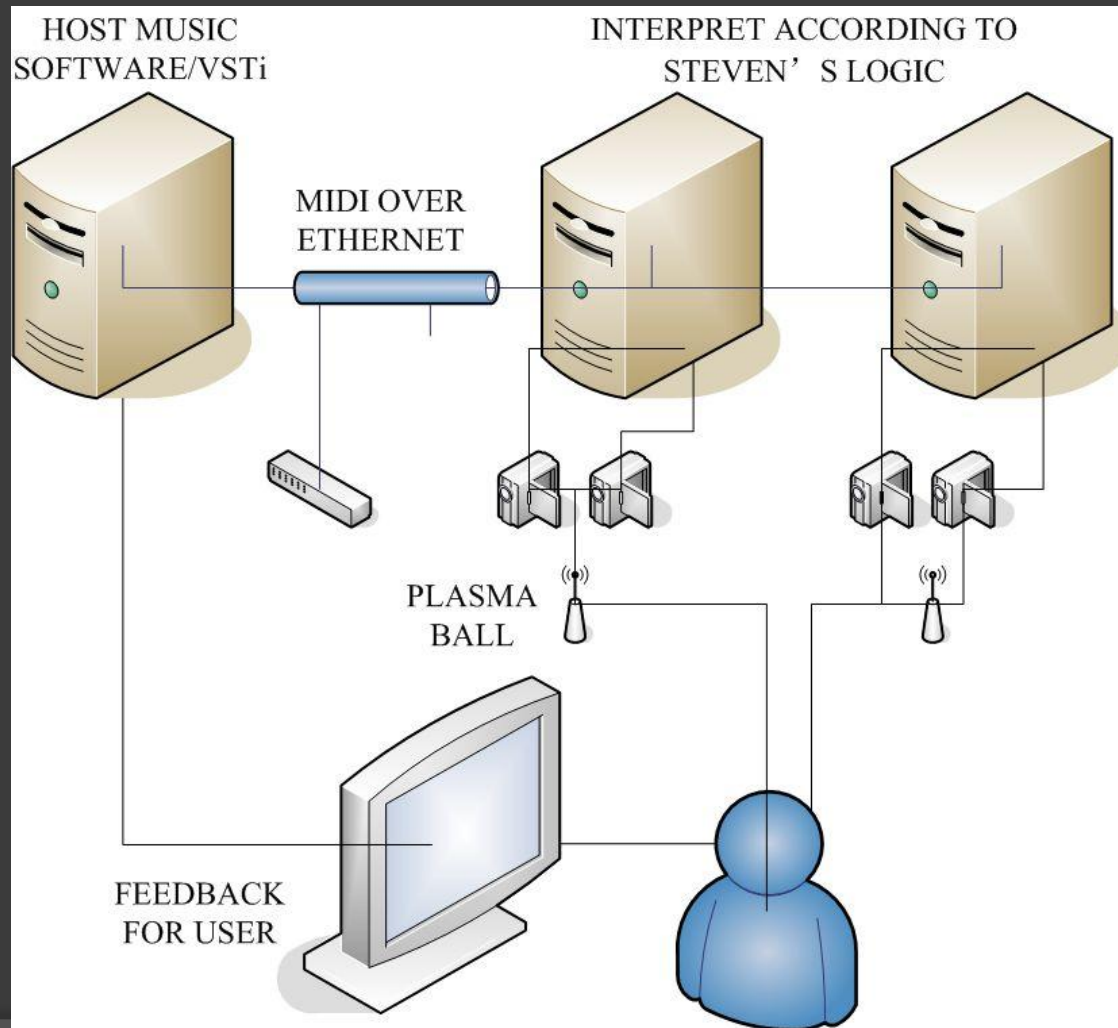 HOST MUSIC
SOFTWARE/VSTi
INTERPRET ACCORDING TO
STEVEN’S LOGIC
MIDI OVER
ETHERNET
PLASMA
BALL
FEEDBACK
FOR USER